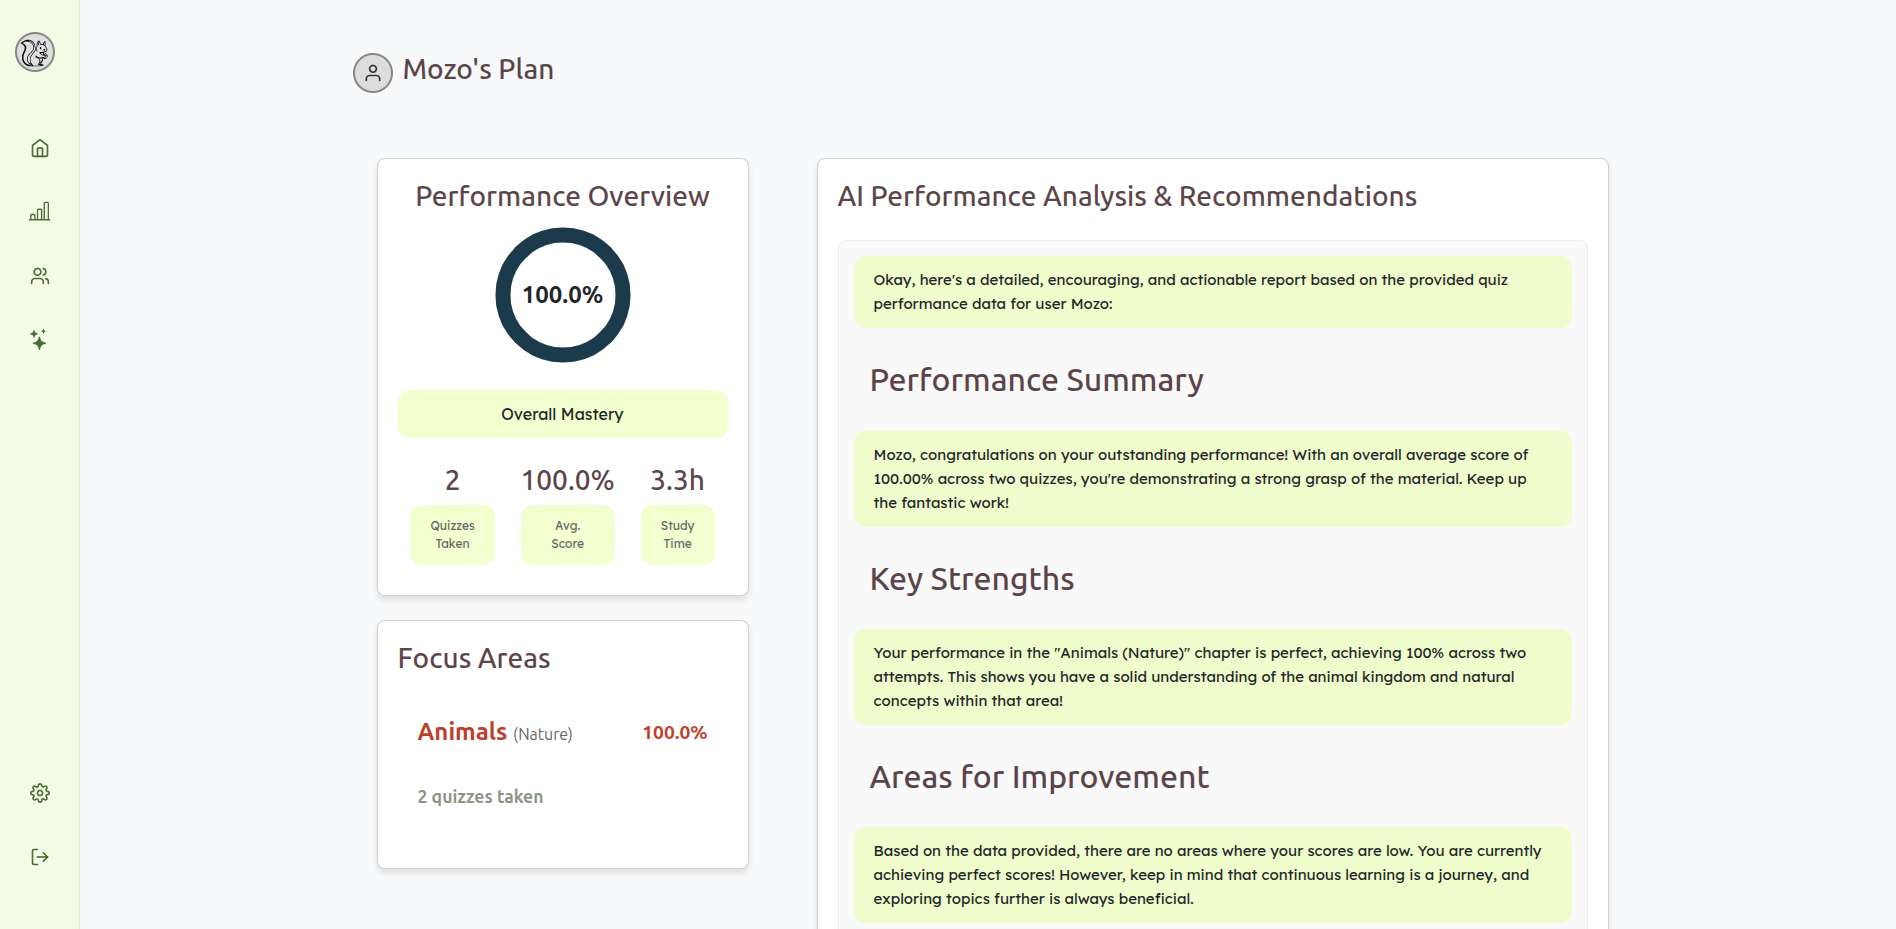 Mozo's Plan
Performance Overview
100.0%
Overall Mastery
2
100.0%
3.3h
Quizzes
Taken
Avg.
Score
Study
Time
Focus Areas
Animals (Nature)
100.0%
2 quizzes taken
AI Performance Analysis & Recommendations
Okay, here's a detailed, encouraging, and actionable report based on the provided quiz
performance data for user Mozo:
Performance Summary
Mozo, congratulations on your outstanding performance! With an overall average score of
100.00% across two quizzes, you're demonstrating a strong grasp of the material. Keep up
the fantastic work!
Key Strengths
Your performance in the "Animals (Nature)" chapter is perfect, achieving 100% across two
attempts. This shows you have a solid understanding of the animal kingdom and natural
concepts within that area!
Areas for Improvement
Based on the data provided, there are no areas where your scores are low. You are currently
achieving perfect scores! However, keep in mind that continuous learning is a journey, and
exploring topics further is always beneficial.